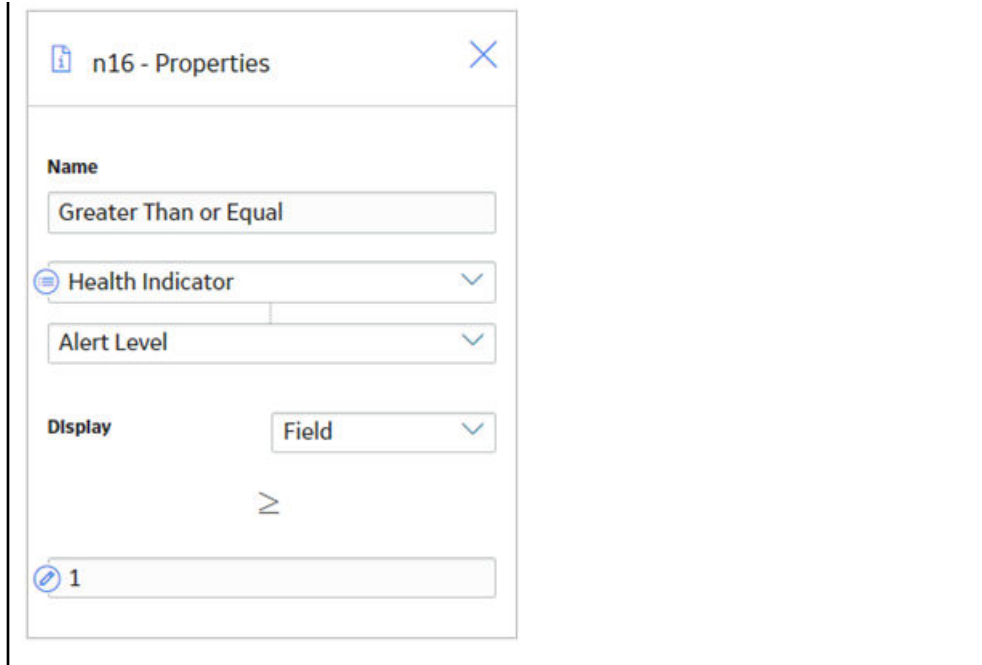 n16 - Properties
Name
Greater Than or Equal
Health Indicator
Alert Level
Display Field
≥
1